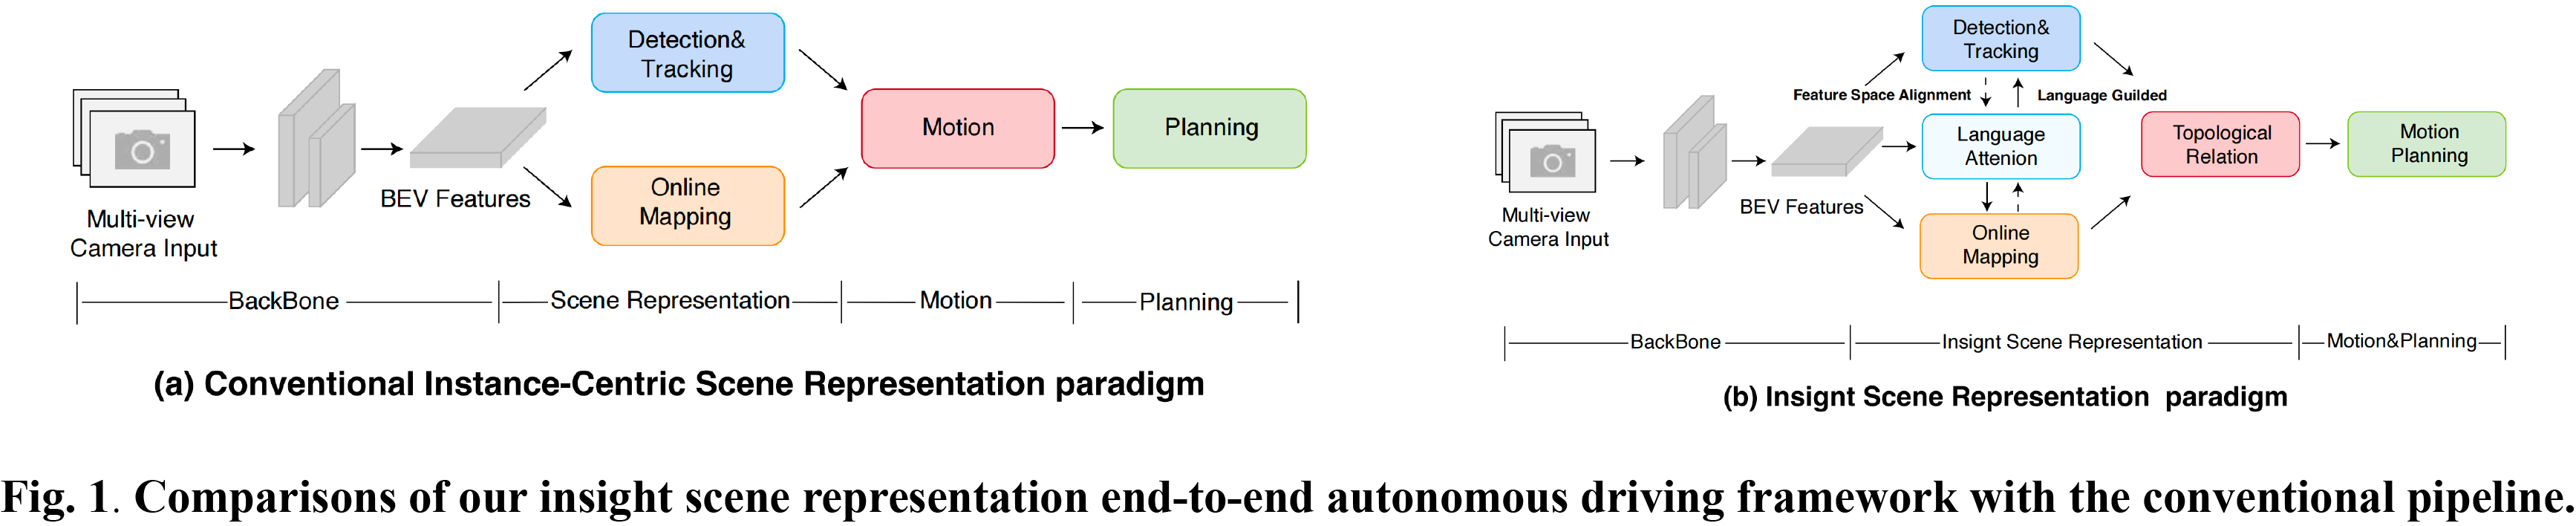 Multi-view
Camera Input
BEV Features
Detection&
Tracking
Online
Mapping
Motion
Planning
BackBone
Scene Representation
Motion
Planning
(a) Conventional Instance-Centric Scene Representation paradigm
Multi-view
Camera Input
BEV Features
Detection&
Tracking
Feature Space Alignment
Language Guilded
Language
Attenion
Online
Mapping
Topological
Relation
Motion
Planning
BackBone
Insignt Scene Representation
Motion&Planning
(b) Insignt Scene Representation paradigm
Fig. 1. Comparisons of our insight scene representation end-to-end autonomous driving framework with the conventional pipeline.